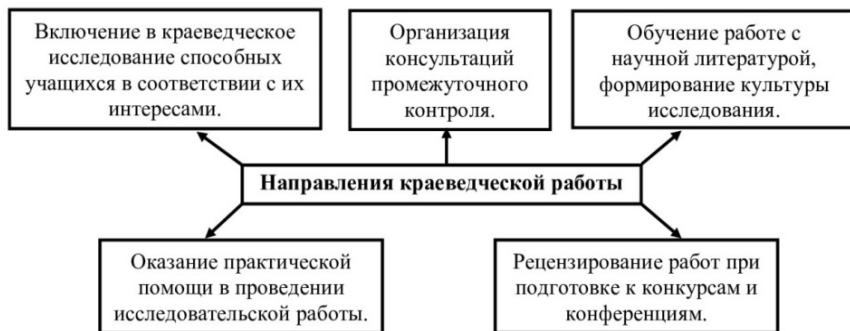 Включение в краеведческое
исследование способных
учащихся в соответствии с их
интересами.
Организация
консультаций
промежуточного
контроля.
Обучение работе с
научной литературой,
формирование культуры
исследования.
Направления краеведческой работы
Оказание практической
помощи в проведении
исследовательской работы.
Рецензирование работ при
подготовке к конкурсам и
конференциям.